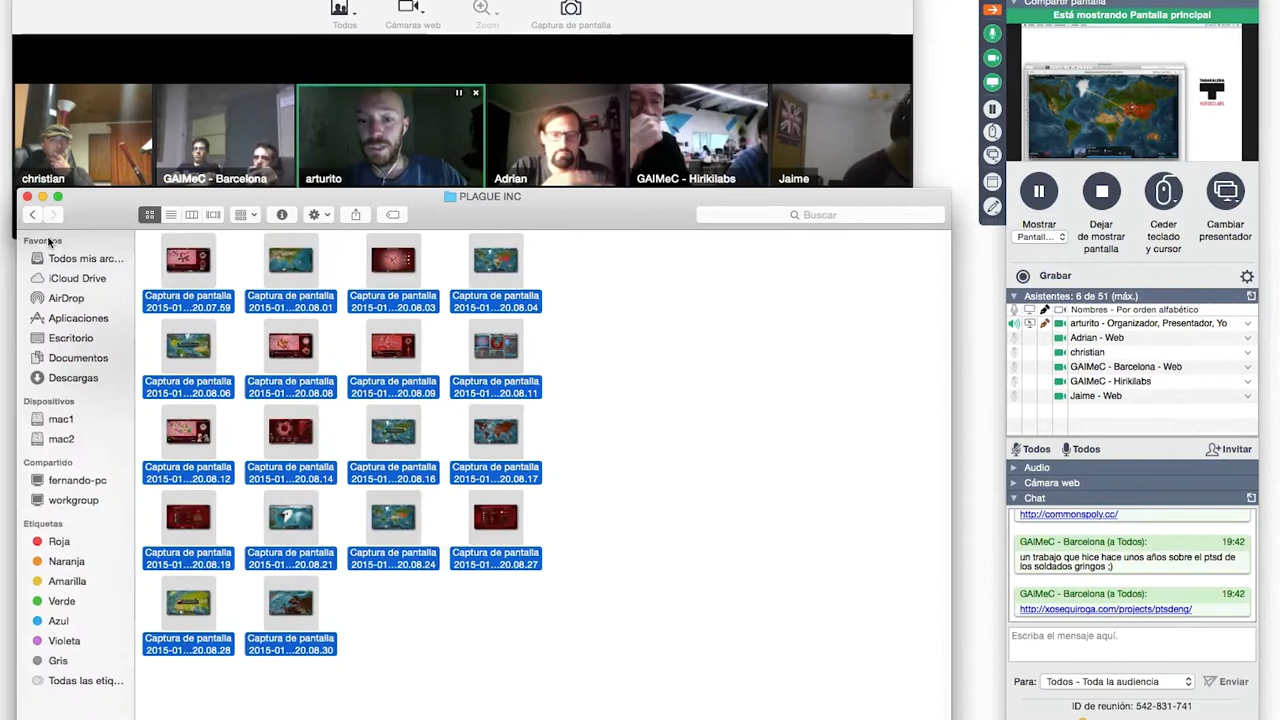 Todos
Cámaras web
Zoom
Captura de pantalla
christian
GAIMeC - Barcelona
arturito
Adrian
GAIMeC - Hirikilabs
Jaime
PLAGUE INC
Buscar
Favoritos
Todos mis arc...
iCloud Drive
AirDrop
Aplicaciones
Escritorio
Documentos
Descargas
Dispositivos
mac1
mac2
Compartido
fernando-pc
workgroup
Etiquetas
Roja
Naranja
Amarilla
Verde
Azul
Violeta
Gris
Todas las etiq...
Captura de pantalla
2015-01...20.07.59
Captura de pantalla
2015-01...20.08.01
Captura de pantalla
2015-01...20.08.03
Captura de pantalla
2015-01...20.08.04
Captura de pantalla
2015-01...20.08.06
Captura de pantalla
2015-01...20.08.08
Captura de pantalla
2015-01...20.08.09
Captura de pantalla
2015-01...20.08.11
Captura de pantalla
2015-01...20.08.12
Captura de pantalla
2015-01...20.08.14
Captura de pantalla
2015-01...20.08.16
Captura de pantalla
2015-01...20.08.17
Captura de pantalla
2015-01...20.08.19
Captura de pantalla
2015-01...20.08.21
Captura de pantalla
2015-01...20.08.24
Captura de pantalla
2015-01...20.08.27
Captura de pantalla
2015-01...20.08.28
Captura de pantalla
2015-01...20.08.30
Compartir pantalla
Está mostrando Pantalla principal
TABAKALERA
HIRIKILABS
Mostrar
Pantall...
Dejar
de mostrar
pantalla
Ceder
teclado
y cursor
Cambiar
presentador
Grabar
Asistentes: 6 de 51 (máx.)
Nombres - Por orden alfabético
arturito - Organizador, Presentador, Yo
Adrian - Web
christian
GAIMeC - Barcelona - Web
GAIMeC - Hirikilabs
Jaime - Web
Todos
Todos
Invitar
Audio
Cámara web
Chat
http://commonspoly.cc/
GAIMeC - Barcelona (a Todos): 19:42
un trabajo que hice hace unos años sobre el ptsd de
los soldados gringos ;)
GAIMeC - Barcelona (a Todos): 19:42
http://xosequiroga.com/projects/ptsdeng/
Escriba el mensaje aquí.
Para: Todos - Toda la audiencia
Enviar
ID de reunión: 542-831-741